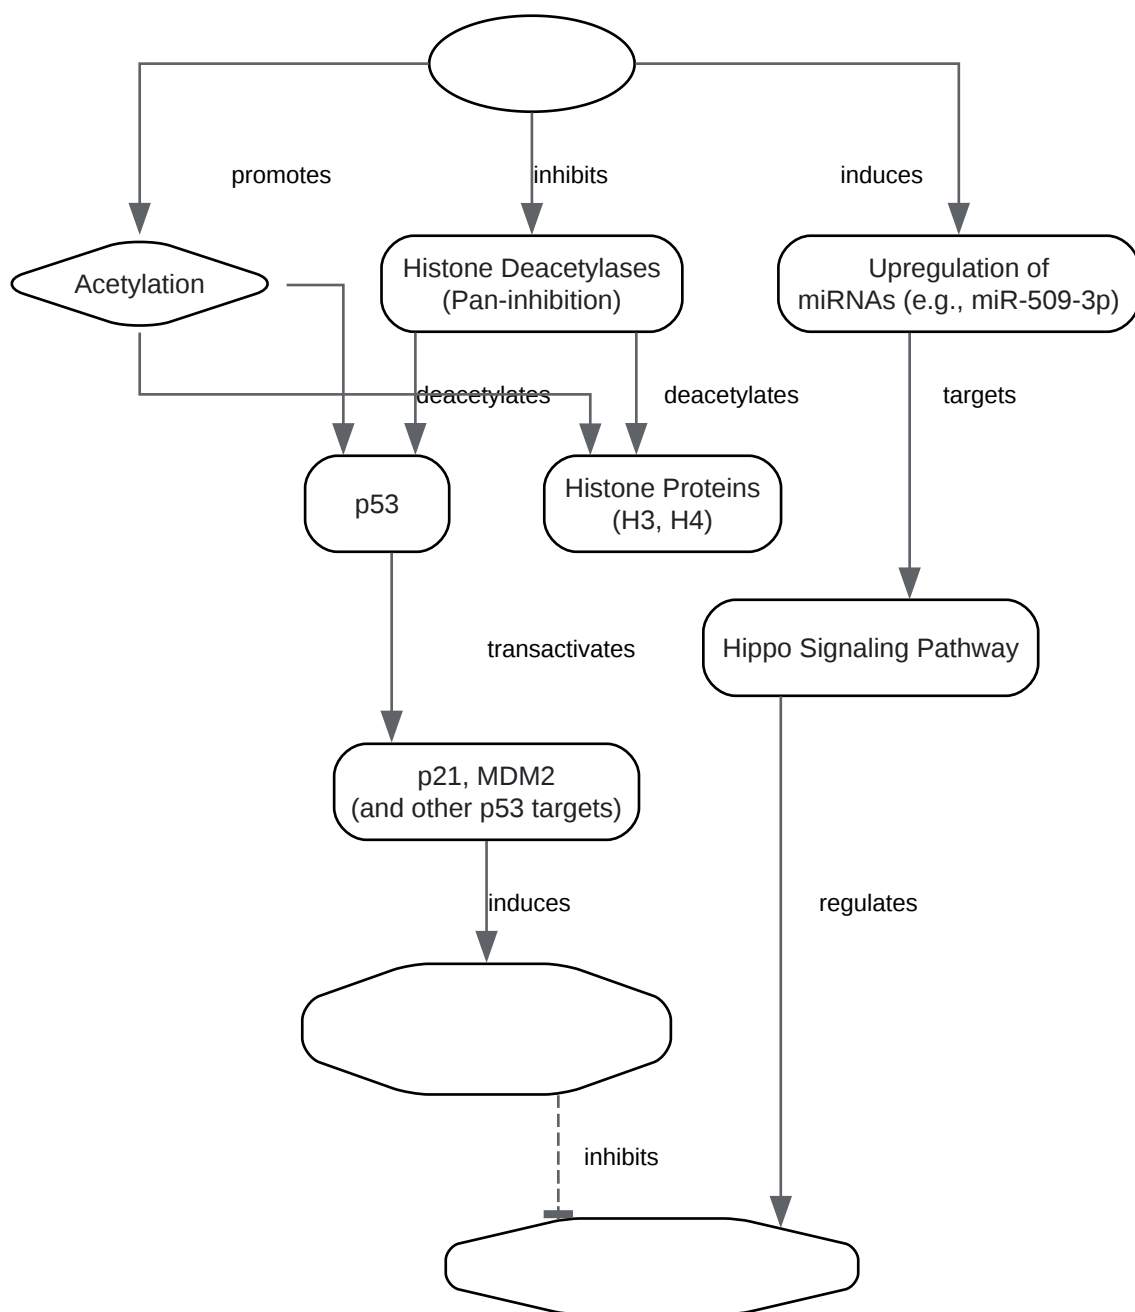 promotes
inhibits
induces
Acetylation
Histone Deacetylases
(Pan-inhibition)
Upregulation of
miRNAs (e.g., miR-509-3p)
deacetylates
deacetylates
targets
p53
Histone Proteins
(H3, H4)
transactivates
Hippo Signaling Pathway
p21, MDM2
(and other p53 targets)
induces
regulates
inhibits